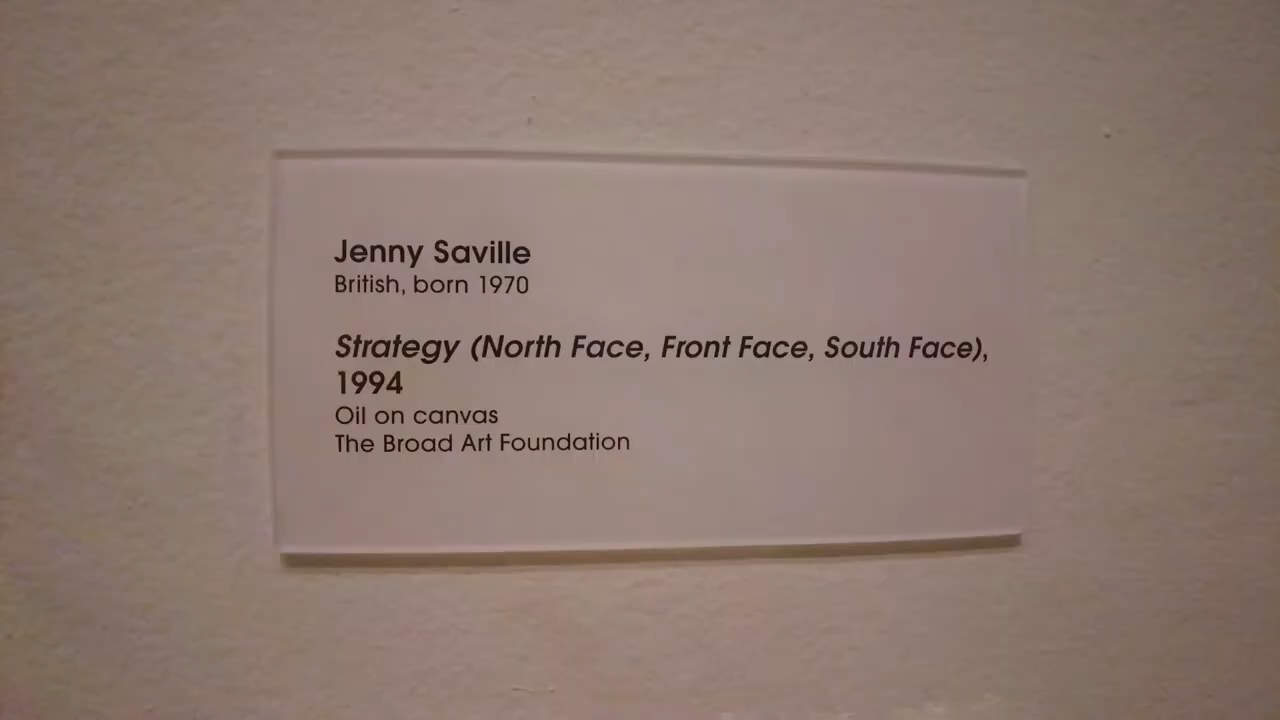 Jenny Saville
British, born 1970
Strategy (North Face, Front Face, South Face),
1994
Oil on canvas
The Broad Art Foundation